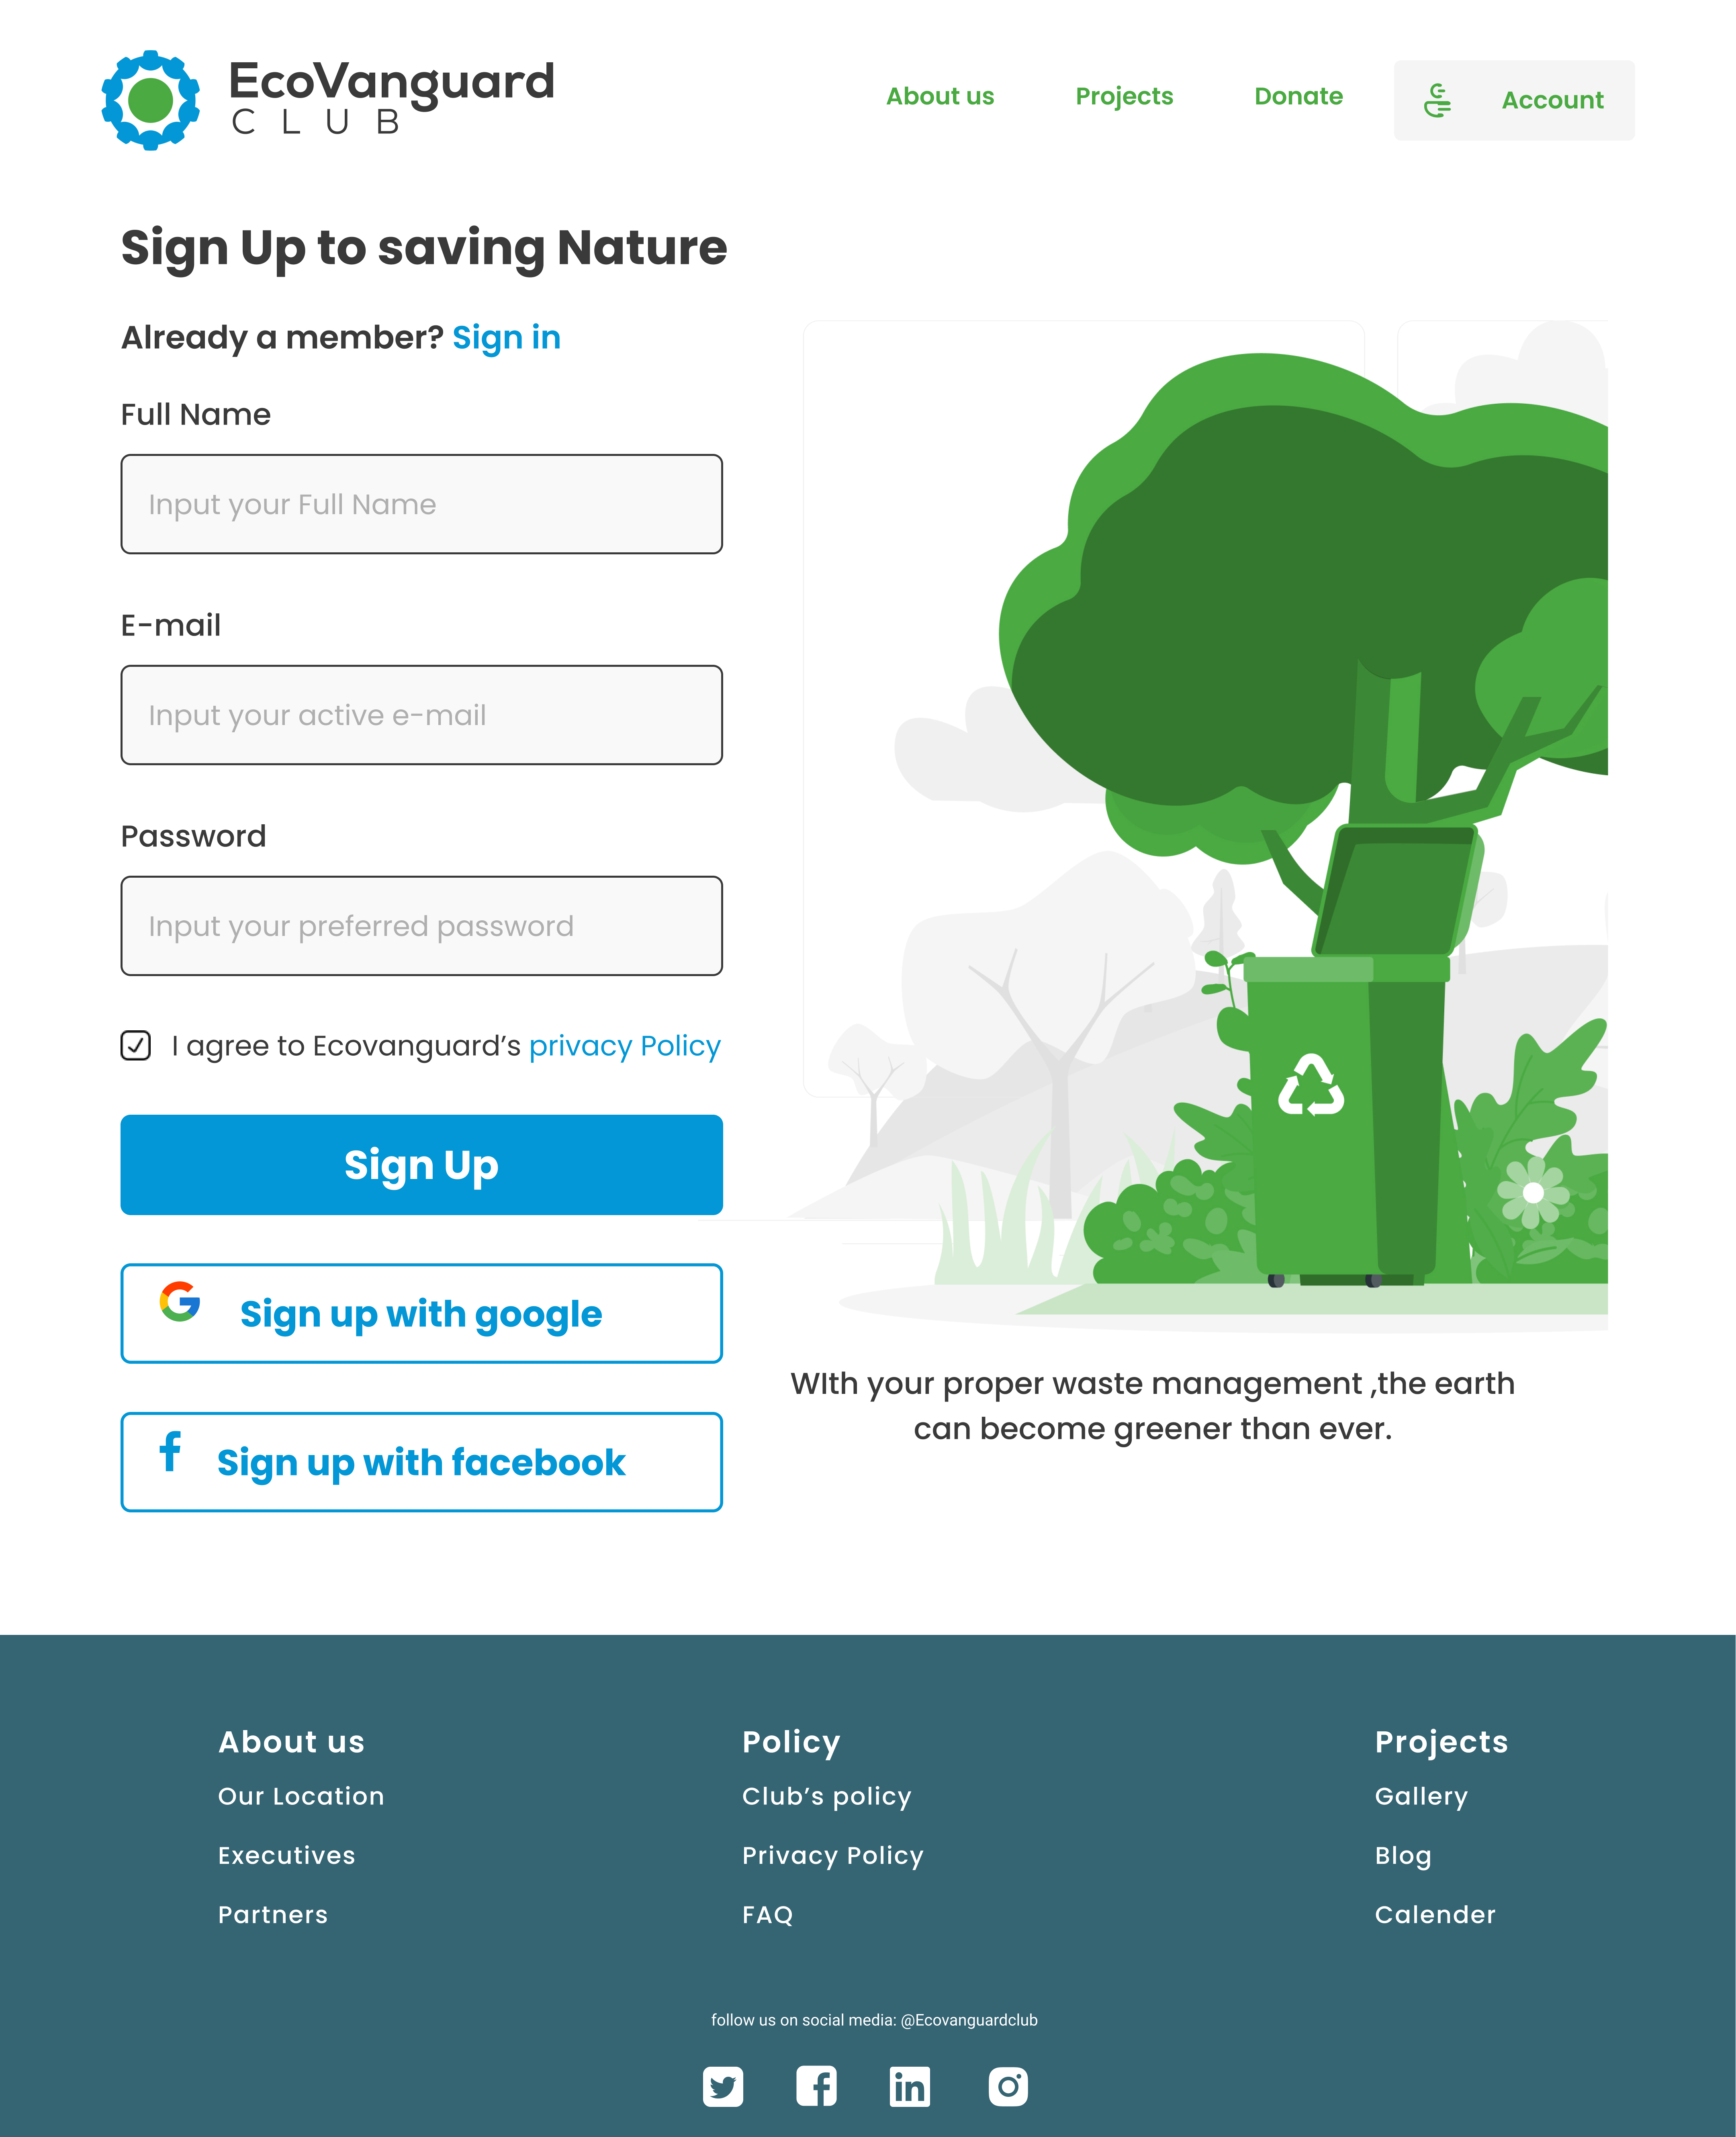 EcoVanguard
CLUB
About us
Projects
Donate
Account
Sign Up to saving Nature
Already a member? Sign in
Full Name
Input your Full Name
E-mail
Input your active e-mail
Password
Input your preferred password
I agree to Ecovanguard’s privacy Policy
Sign Up
Sign up with google
Sign up with facebook
WIth your proper waste management ,the earth
can become greener than ever.
About us
Our Location
Executives
Partners
Policy
Club’s policy
Privacy Policy
FAQ
Projects
Gallery
Blog
Calender
follow us on social media: @Ecovanguardclub